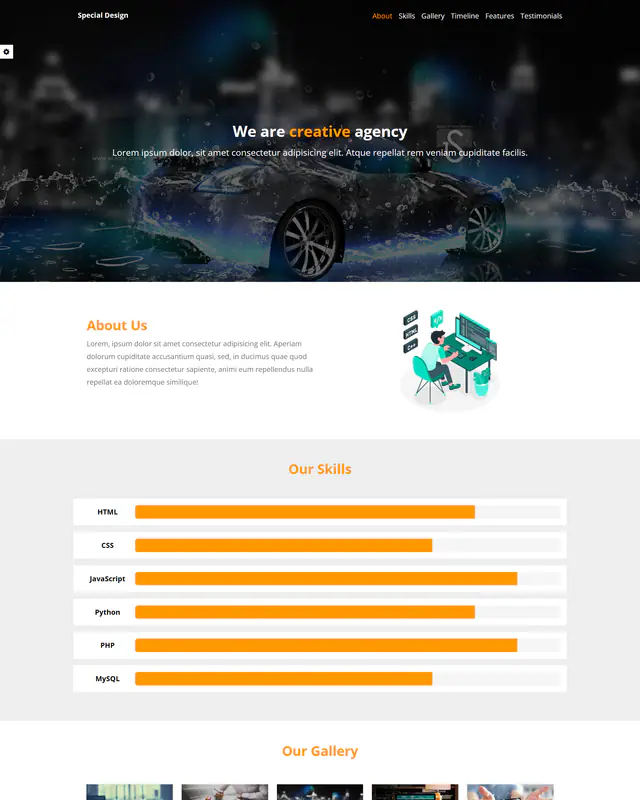 Special Design
About Skills Gallery Timeline Features Testimonials
We are creative agency
Lorem ipsum dolor, sit amet consectetur adipisicing elit. Atque repellat rem veniam cupiditate facilis.
About Us
Lorem, ipsum dolor sit amet consectetur adipisicing elit. Aperiam
dolorum cupiditate accusantium quasi, sed, in ducimus quae quod
excepturi ratione consectetur sapiente, animi eum repellendus nulla
repellat ea doloremque similique!
CSS
</>
HTML
C++
Our Skills
HTML
CSS
JavaScript
Python
PHP
MySQL
Our Gallery